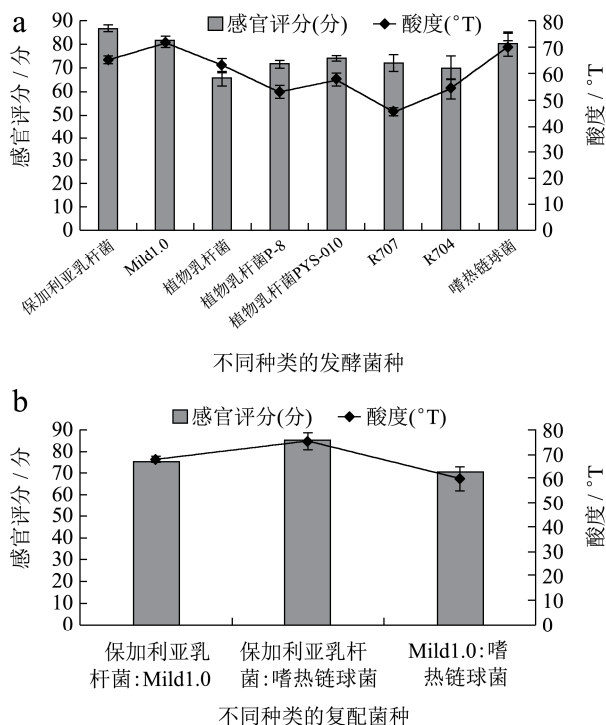 a
感官评分(分) 酸度(°T)
90
80
70
60
50
40
30
20
10
0
感官评分 / 分
80
70
60
50
40
30
20
10
0
酸度 / °T
保加利亚乳杆菌
Mild1.0
植物乳杆菌
植物乳杆菌P-8
植物乳杆菌PYS-010
R707
R704
嗜热链球菌
不同种类的发酵菌种
b
感官评分(分) 酸度(°T)
90
80
70
60
50
40
30
20
10
0
感官评分 / 分
80
70
60
50
40
30
20
10
0
酸度 / °T
保加利亚乳
杆菌:Mild1.0
保加利亚乳杆
菌:嗜热链球菌
Mild1.0:嗜
热链球菌
不同种类的复配菌种